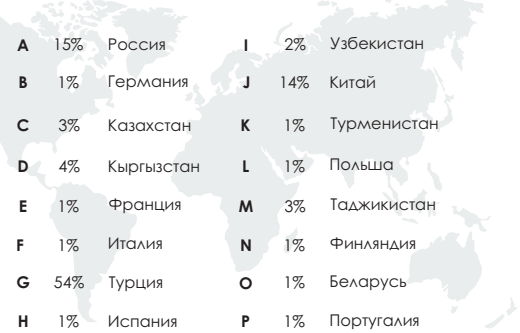 A 15% Россия
B 1% Германия
C 3% Казахстан
D 4% Кыргызстан
E 1% Франция
F 1% Италия
G 54% Турция
H 1% Испания
I 2% Узбекистан
J 14% Китай
K 1% Турменистан
L 1% Польша
M 3% Таджикистан
N 1% Финляндия
O 1% Беларусь
P 1% Португалия